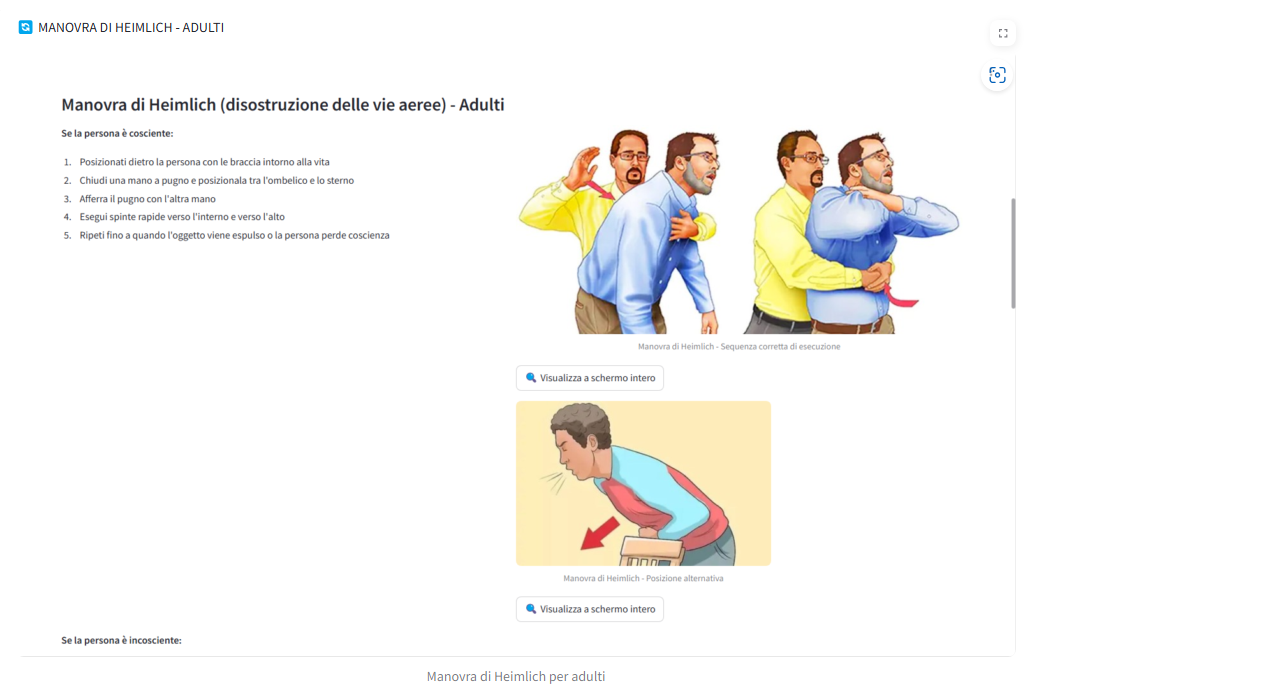 MANOVRA DI HEIMLICH - ADULTI
Manovra di Heimlich (disostruzione delle vie aeree) - Adulti
Se la persona è cosciente:
1. Posizionati dietro la persona con le braccia intorno alla vita
2. Chiudi una mano a pugno e posizionala tra l'ombelico e lo sterno
3. Afferra il pugno con l'altra mano
4. Esegui spinte rapide verso l'interno e verso l'alto
5. Ripeti fino a quando l'oggetto viene espulso o la persona perde coscienza
Manovra di Heimlich - Sequenza corretta di esecuzione
Visualizza a schermo intero
Manovra di Heimlich - Posizione alternativa
Visualizza a schermo intero
Se la persona è incosciente:
Manovra di Heimlich per adulti